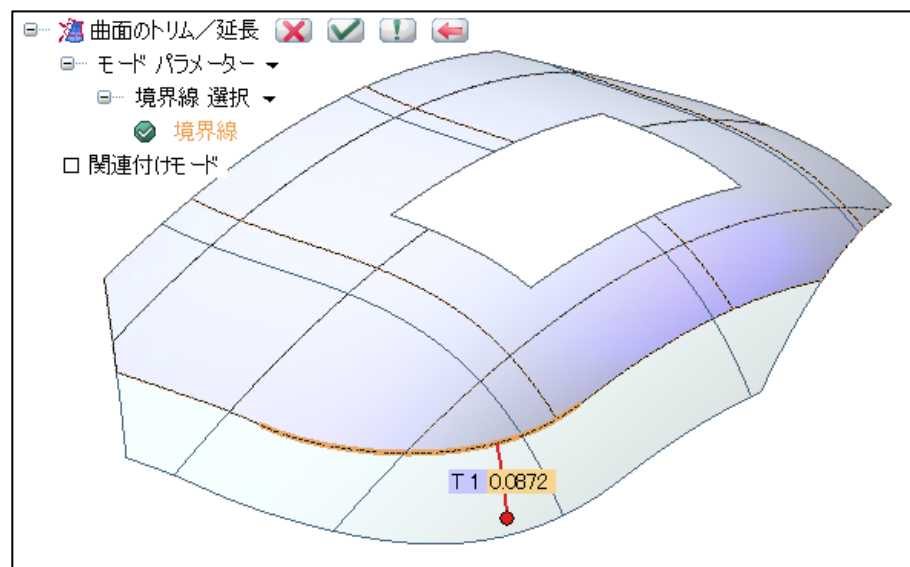 曲面のトリム／延長
モード パラメーター
境界線 選択
境界線
関連付けモード
T 1 0.0872